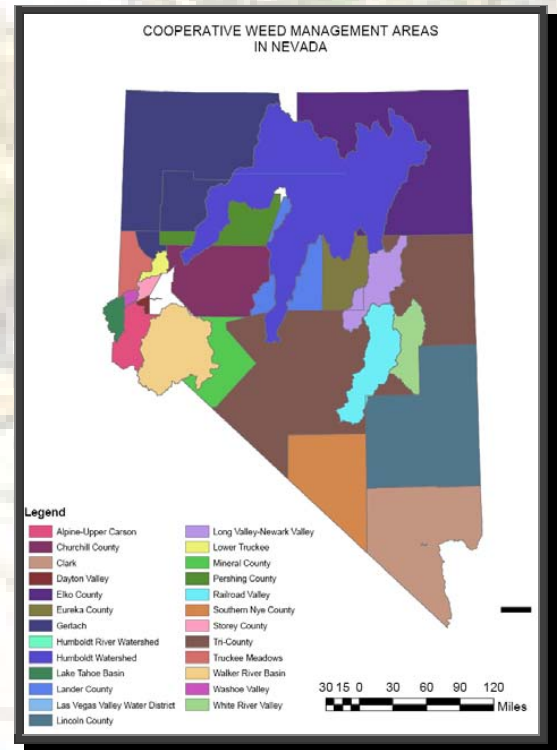 COOPERATIVE WEED MANAGEMENT AREAS
IN NEVADA
Legend
Alpine-Upper Carson
Churchill County
Clark
Dayton Valley
Elko County
Eureka County
Gerlach
Humboldt River Watershed
Humboldt Watershed
Lake Tahoe Basin
Lander County
Las Vegas Valley Water District
Lincoln County
Long Valley-Newark Valley
Lower Truckee
Mineral County
Pershing County
Railroad Valley
Southern Nye County
Storey County
Tri-County
Truckee Meadows
Walker River Basin
Washoe Valley
White River Valley
30 15 0 30 60 90 120
Miles